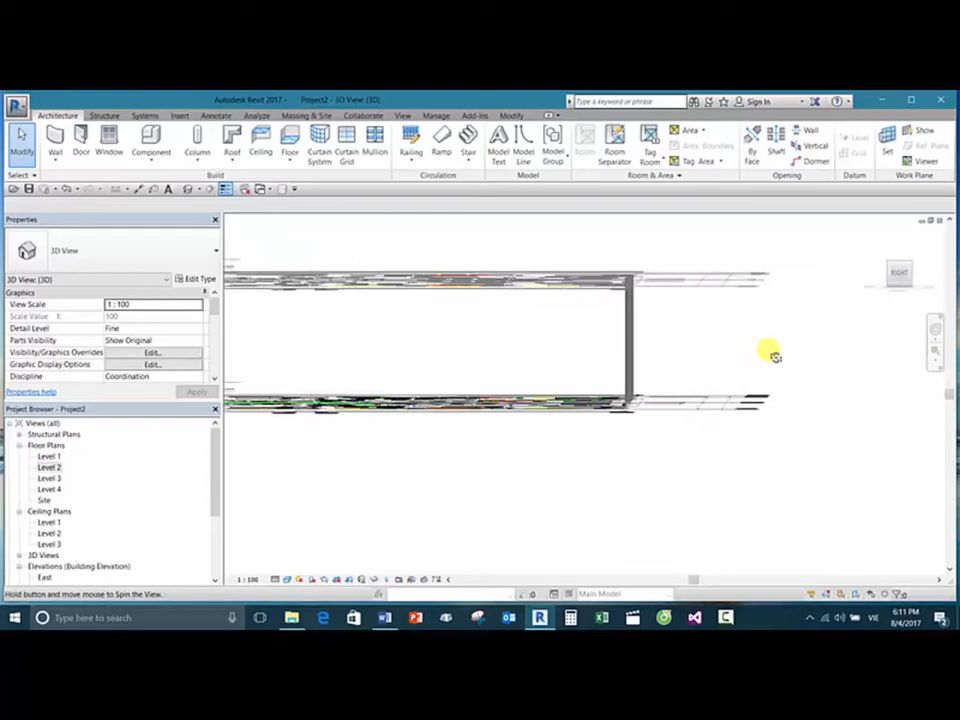 Autodesk Revit 2017 - Project2 - 3D View: {3D}
Type a keyword or phrase
Sign In
Architecture Structure Systems Insert Annotate Analyze Massing & Site Collaborate View Manage Add-Ins Modify
Modify Wall Door Window Component Column Roof Ceiling Floor Curtain System Curtain Grid Mullion Railing Ramp Stair Model Text Model Line Model Group Room Room Separator Tag Room
Area
Area Boundary
Tag Area
By Face Shaft
Wall
Vertical
Dormer
Level
Grid
Set
Show
Ref Plane
Viewer
Select Build Circulation Model Room & Area Opening Datum Work Plane
Properties
3D View
3D View: {3D} Edit Type
Graphics
View Scale 1 : 100
Scale Value 1: 100
Detail Level Fine
Parts Visibility Show Original
Visibility/Graphics Overrides Edit...
Graphic Display Options Edit...
Discipline Coordination
Properties help Apply
Project Browser - Project2
Views (all)
Structural Plans
Floor Plans
Level 1
Level 2
Level 3
Level 4
Site
Ceiling Plans
Level 1
Level 2
Level 3
3D Views
Elevations (Building Elevation)
East
RIGHT
1 : 100
Hold button and move mouse to Spin the View.
Main Model
Type here to search
VIE
6:11 PM
8/4/2017